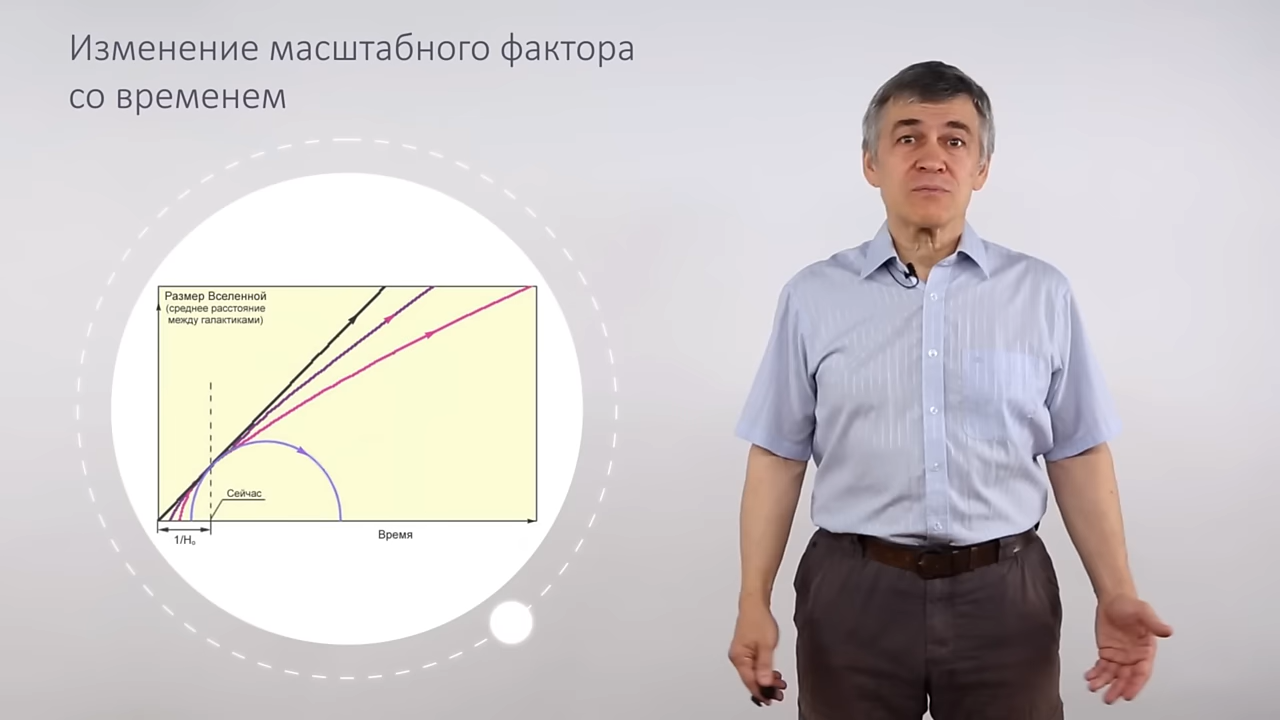 Изменение масштабного фактора
со временем
Размер Вселенной
(среднее расстояние
между галактиками)
Сейчас
1/H₀
Время